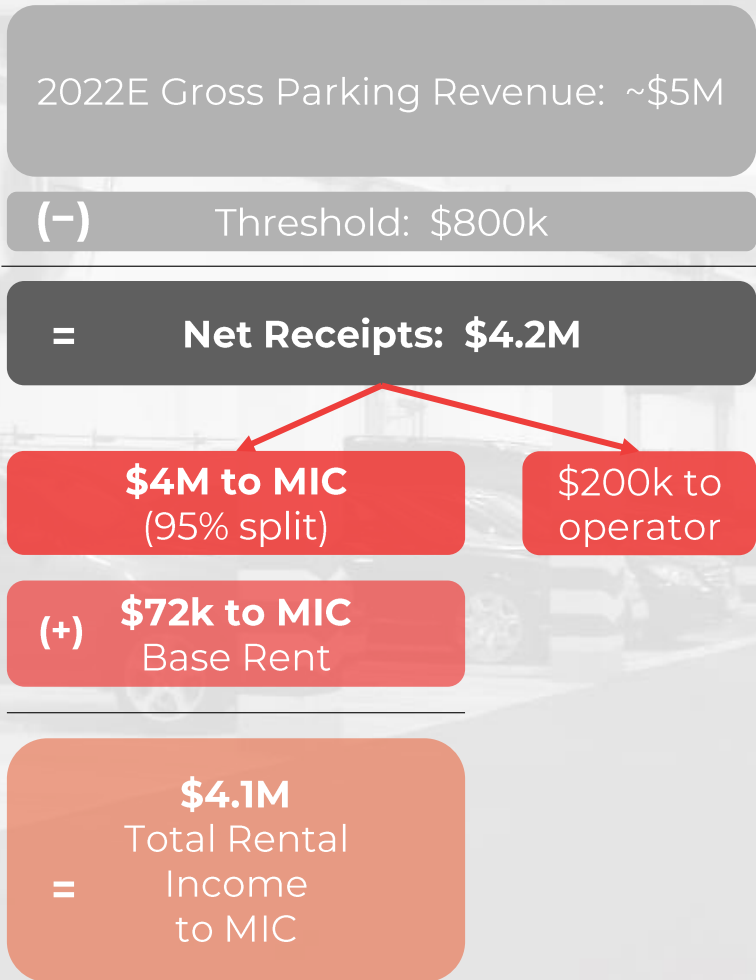 2022E Gross Parking Revenue: ~$5M
(−) Threshold: $800k
= Net Receipts: $4.2M
$4M to MIC
(95% split)
$200k to
operator
(+) $72k to MIC
Base Rent
$4.1M
Total Rental
= Income
to MIC